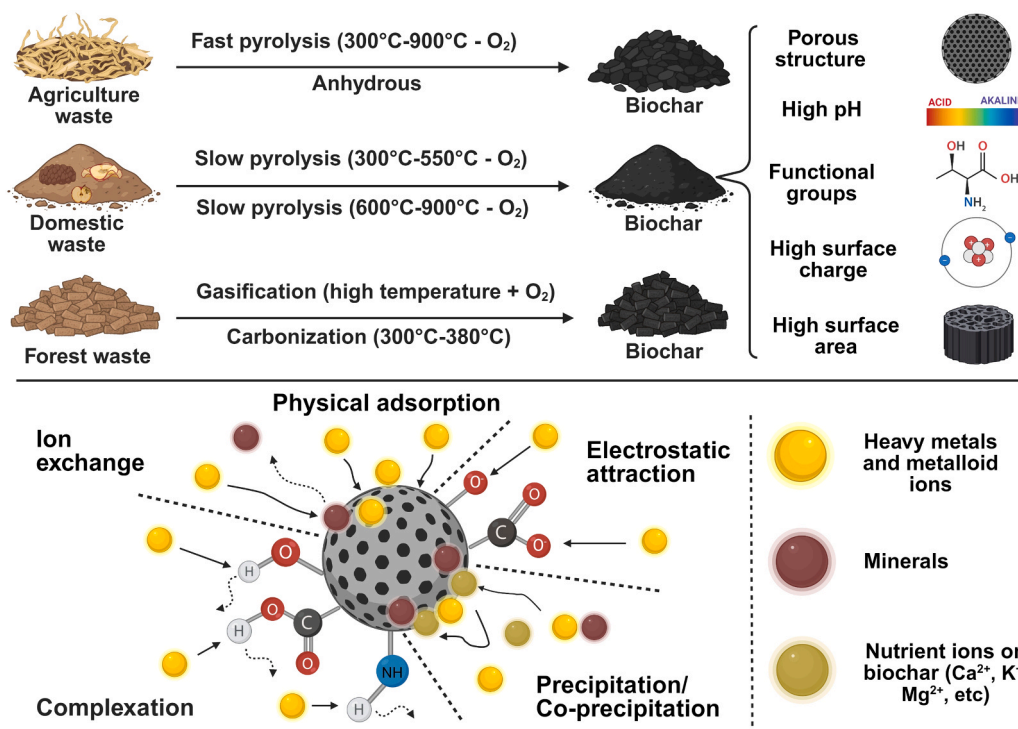 Fast pyrolysis (300°C-900°C - O₂)
Anhydrous
Agriculture
waste
Biochar
Slow pyrolysis (300°C-550°C - O₂)
Slow pyrolysis (600°C-900°C - O₂)
Domestic
waste
Biochar
Gasification (high temperature + O₂)
Carbonization (300°C-380°C)
Forest waste
Biochar
Porous
structure
High pH
ACID
AKALINE
Functional
groups
OH
O
OH
NH₂
High surface
charge
+
+
+
-
-
High surface
area
Physical adsorption
Ion
exchange
Electrostatic
attraction
O⁻
O
C
O⁻
O
H
O
C
H
O
NH
H
Complexation
Precipitation/
Co-precipitation
Heavy metals
and metalloid
ions
Minerals
Nutrient ions on
biochar (Ca²⁺, K⁺
Mg²⁺, etc)